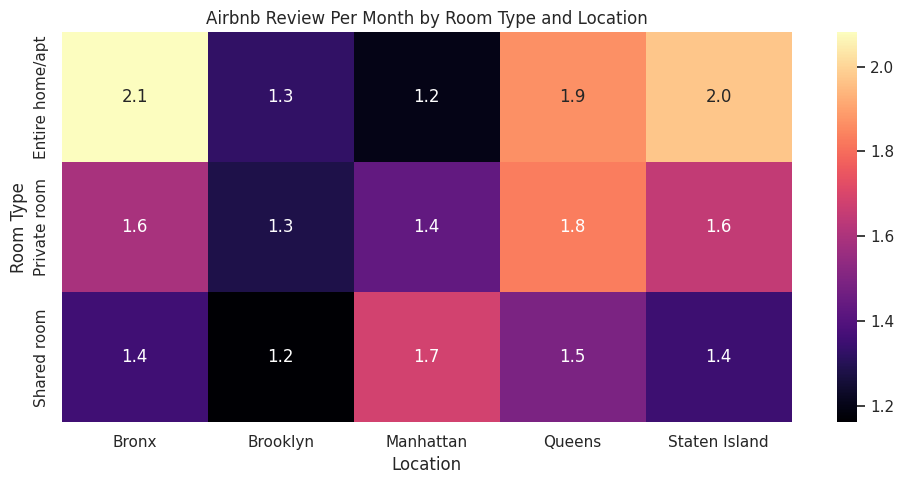 Airbnb Review Per Month by Room Type and Location
Room Type
Entire home/apt
2.1 1.3 1.2 1.9 2.0
Private room
1.6 1.3 1.4 1.8 1.6
Shared room
1.4 1.2 1.7 1.5 1.4
Bronx Brooklyn Manhattan Queens Staten Island
Location
2.0
1.8
1.6
1.4
1.2